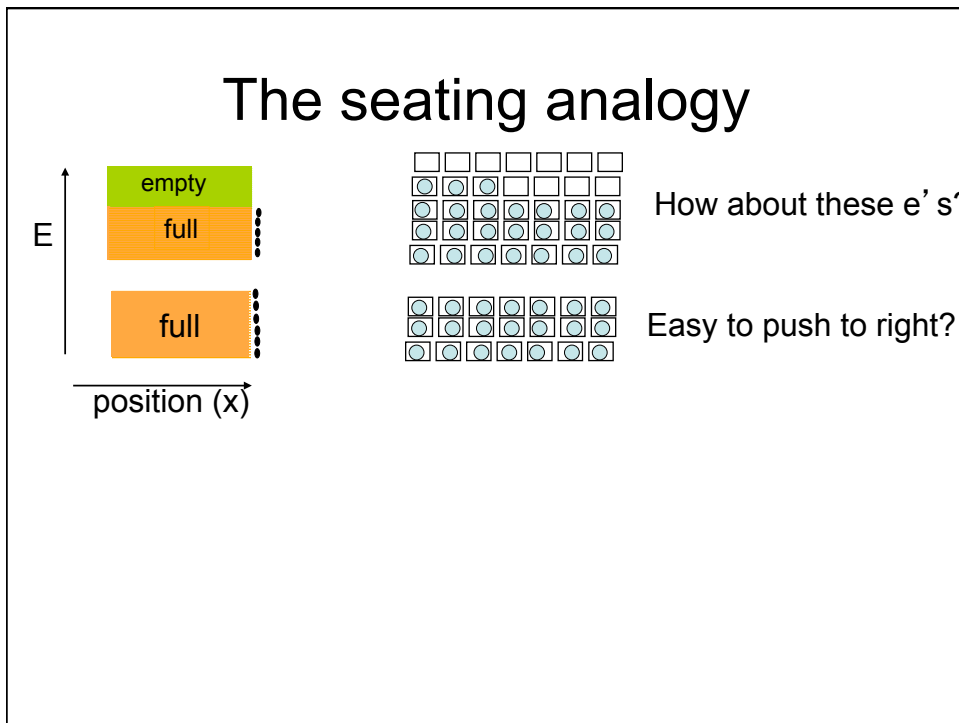 The seating analogy
empty
How about these e's?
full
E
full
Easy to push to right?
position (x)